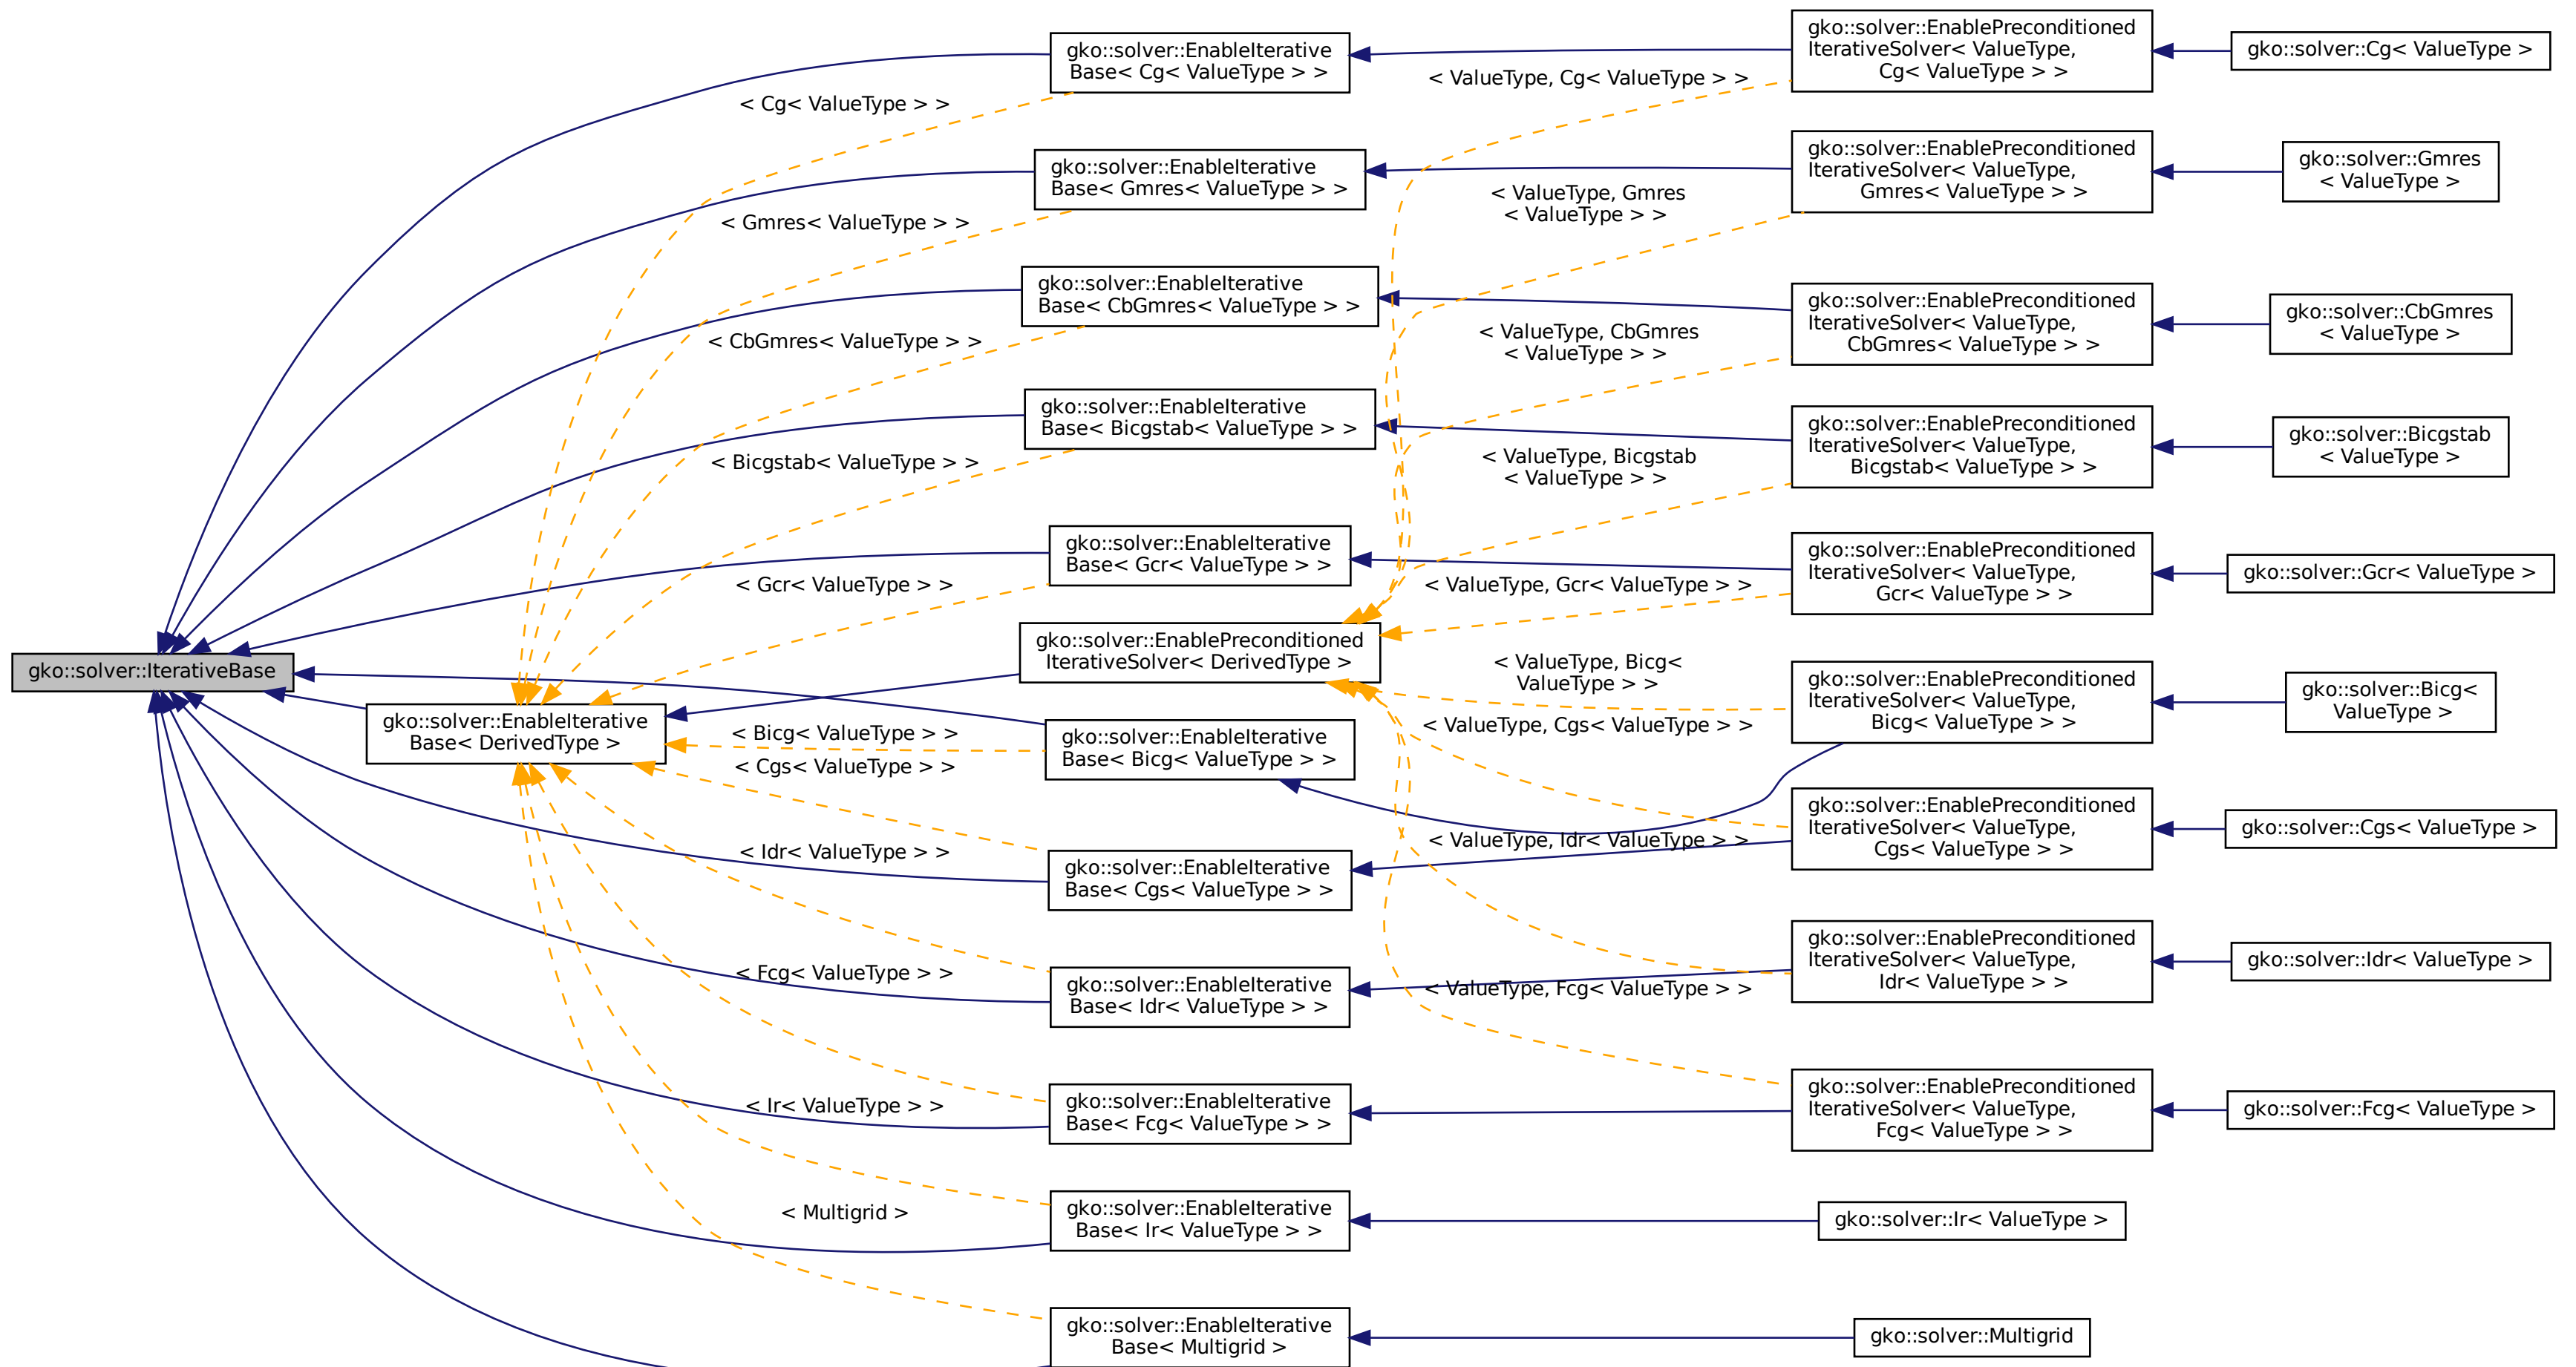 gko::solver::IterativeBase
< Cg< ValueType > >
< Gmres< ValueType > >
< CbGmres< ValueType > >
< Bicgstab< ValueType > >
< Gcr< ValueType > >
gko::solver::EnableIterative
Base< DerivedType >
< Bicg< ValueType > >
< Cgs< ValueType > >
< Idr< ValueType > >
< Fcg< ValueType > >
< Ir< ValueType > >
< Multigrid >
gko::solver::EnableIterative
Base< Cg< ValueType > >
gko::solver::EnableIterative
Base< Gmres< ValueType > >
gko::solver::EnableIterative
Base< CbGmres< ValueType > >
gko::solver::EnableIterative
Base< Bicgstab< ValueType > >
gko::solver::EnableIterative
Base< Gcr< ValueType > >
gko::solver::EnablePreconditioned
IterativeSolver< DerivedType >
gko::solver::EnableIterative
Base< Bicg< ValueType > >
gko::solver::EnableIterative
Base< Cgs< ValueType > >
gko::solver::EnableIterative
Base< Idr< ValueType > >
gko::solver::EnableIterative
Base< Fcg< ValueType > >
gko::solver::EnableIterative
Base< Ir< ValueType > >
gko::solver::EnableIterative
Base< Multigrid >
< ValueType, Cg< ValueType > >
< ValueType, Gmres
< ValueType > >
< ValueType, CbGmres
< ValueType > >
< ValueType, Bicgstab
< ValueType > >
< ValueType, Gcr< ValueType > >
< ValueType, Bicg<
ValueType > >
< ValueType, Cgs< ValueType > >
< ValueType, Idr< ValueType > >
< ValueType, Fcg< ValueType > >
gko::solver::EnablePreconditioned
IterativeSolver< ValueType,
Cg< ValueType > >
gko::solver::EnablePreconditioned
IterativeSolver< ValueType,
Gmres< ValueType > >
gko::solver::EnablePreconditioned
IterativeSolver< ValueType,
CbGmres< ValueType > >
gko::solver::EnablePreconditioned
IterativeSolver< ValueType,
Bicgstab< ValueType > >
gko::solver::EnablePreconditioned
IterativeSolver< ValueType,
Gcr< ValueType > >
gko::solver::EnablePreconditioned
IterativeSolver< ValueType,
Bicg< ValueType > >
gko::solver::EnablePreconditioned
IterativeSolver< ValueType,
Cgs< ValueType > >
gko::solver::EnablePreconditioned
IterativeSolver< ValueType,
Idr< ValueType > >
gko::solver::EnablePreconditioned
IterativeSolver< ValueType,
Fcg< ValueType > >
gko::solver::Ir< ValueType >
gko::solver::Multigrid
gko::solver::Cg< ValueType >
gko::solver::Gmres
< ValueType >
gko::solver::CbGmres
< ValueType >
gko::solver::Bicgstab
< ValueType >
gko::solver::Gcr< ValueType >
gko::solver::Bicg<
ValueType >
gko::solver::Cgs< ValueType >
gko::solver::Idr< ValueType >
gko::solver::Fcg< ValueType >